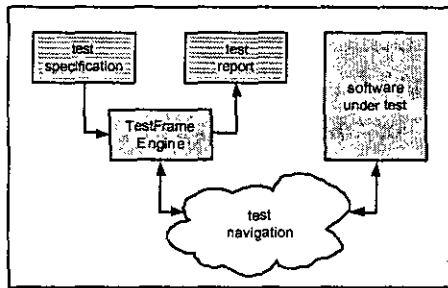 test
specification
test
report
software
under test
TestFrame
Engine
test
navigation